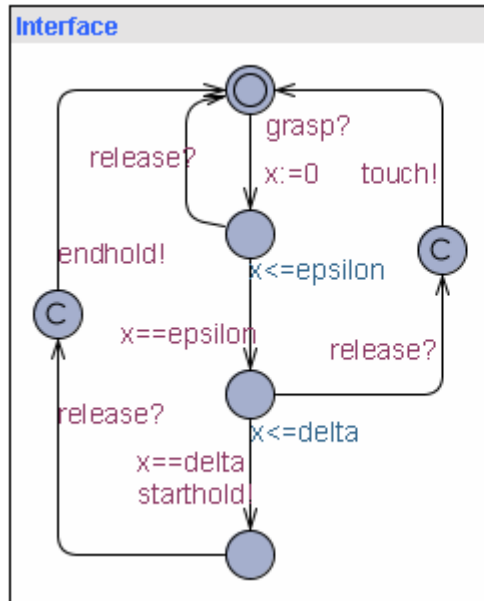 Interface
grasp?
release?
x:=0
touch!
endhold!
x<=epsilon
C
C
x==epsilon
release?
release?
x<=delta
x==delta
starthold!